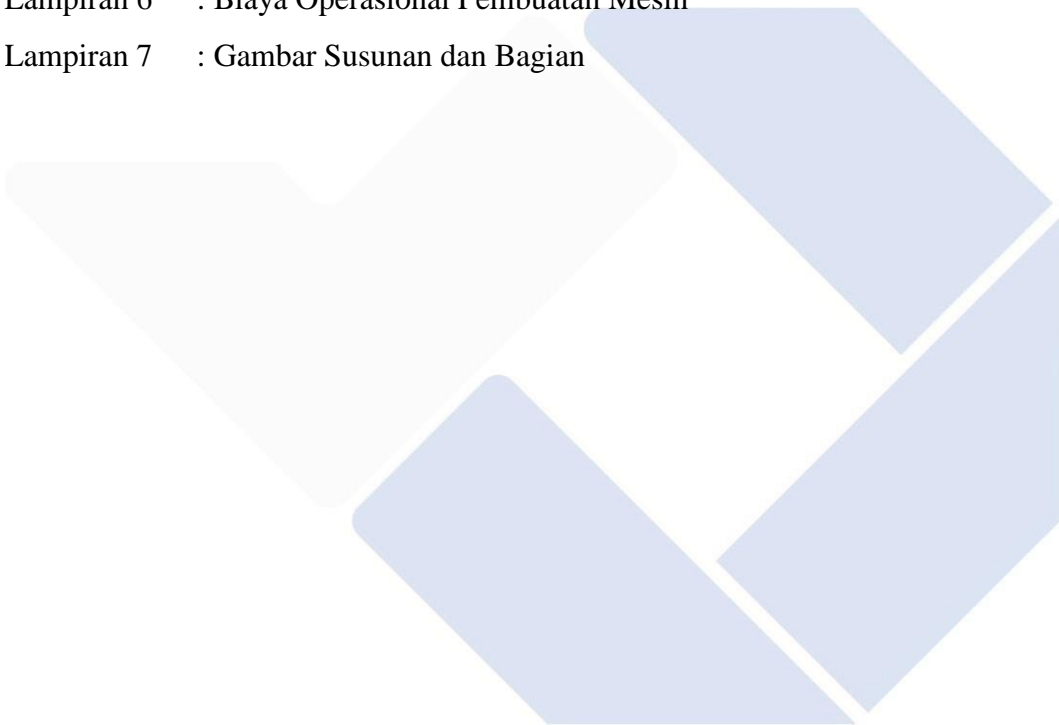 Lampiran 6 : Biaya Operasional Pembuatan Mesin
Lampiran 7 : Gambar Susunan dan Bagian